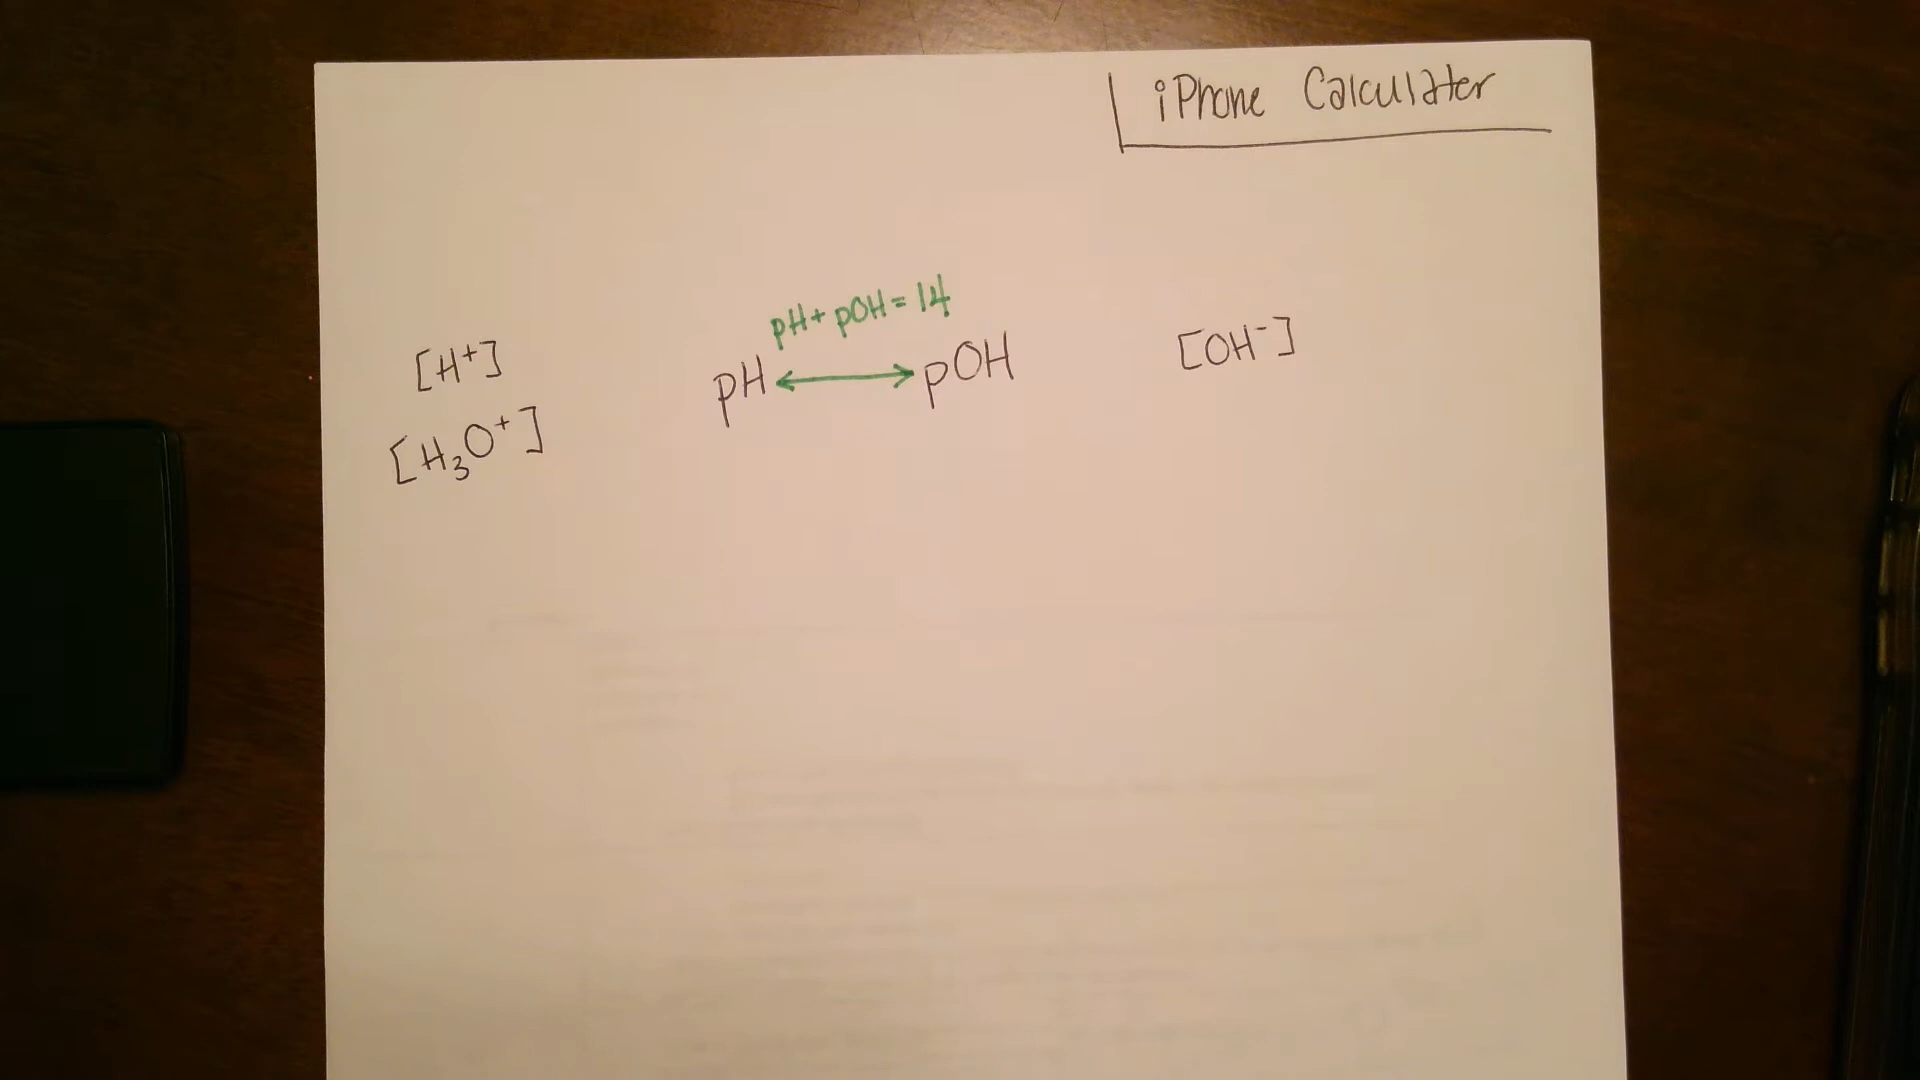 iPhone Calculater
pH + pOH = 14
[H⁺] pH ⟷ pOH [OH⁻]
[H₃O⁺]